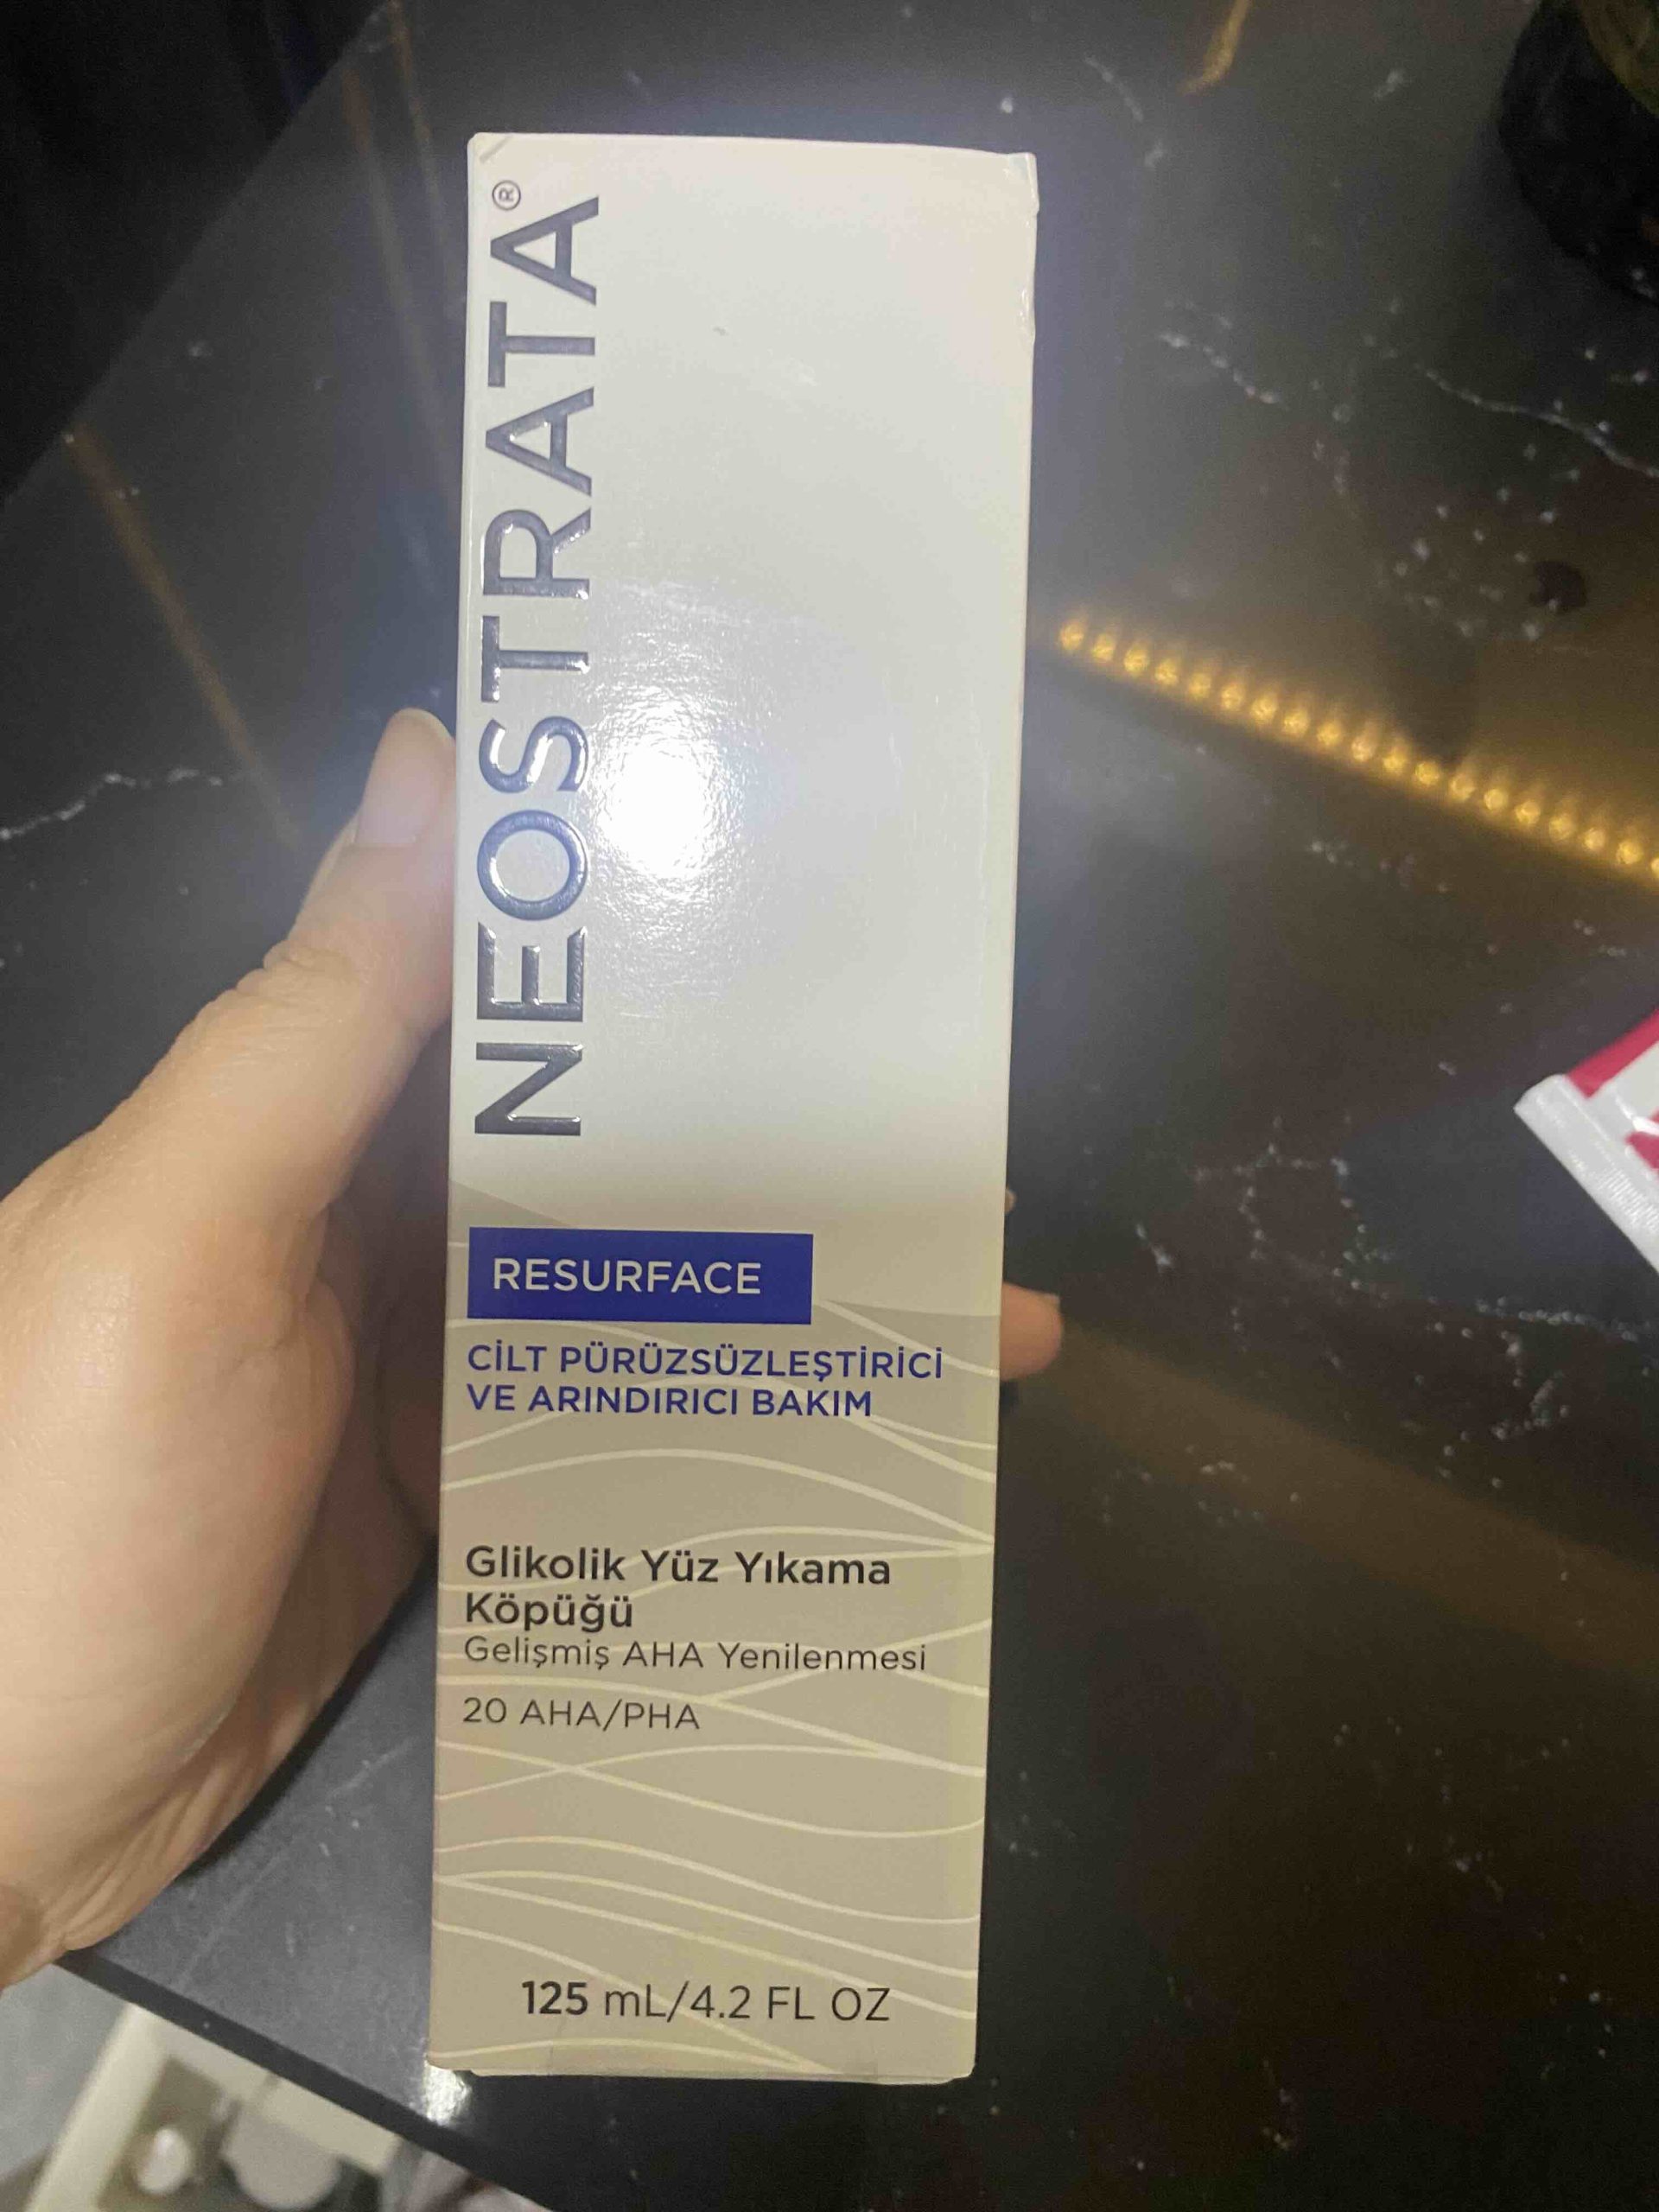 NEOSTRATA®
RESURFACE
CİLT PÜRÜZSÜZLEŞTİRİCİ
VE ARINDIRICI BAKIM
Glikolik Yüz Yıkama
Köpüğü
Gelişmiş AHA Yenilenmesi
20 AHA/PHA
125 mL/4.2 FL OZ